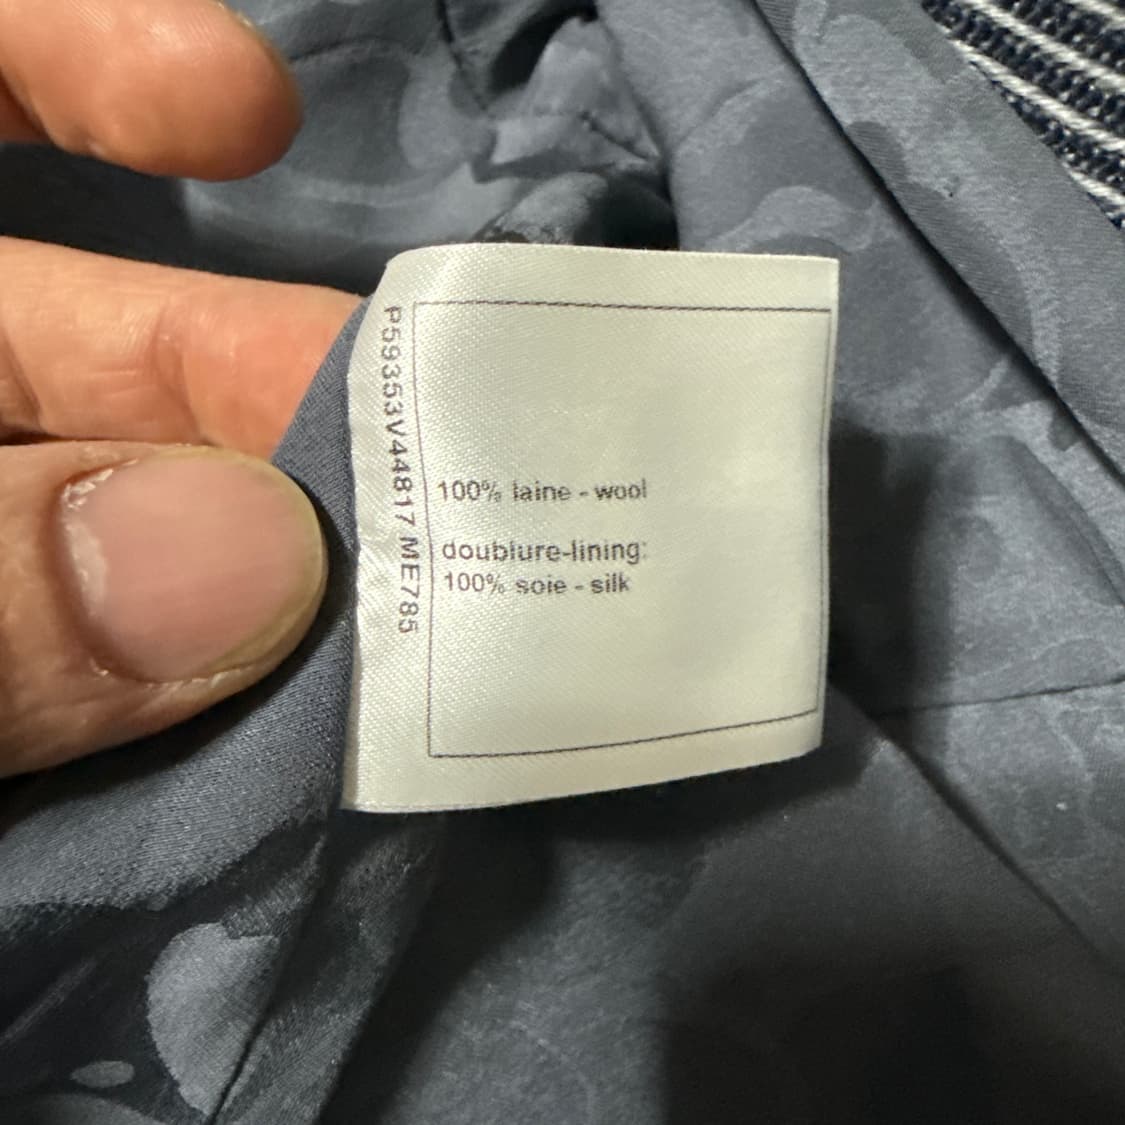 P59353V44817 ME785
100% laine - wool
doublure-lining:
100% soie - silk